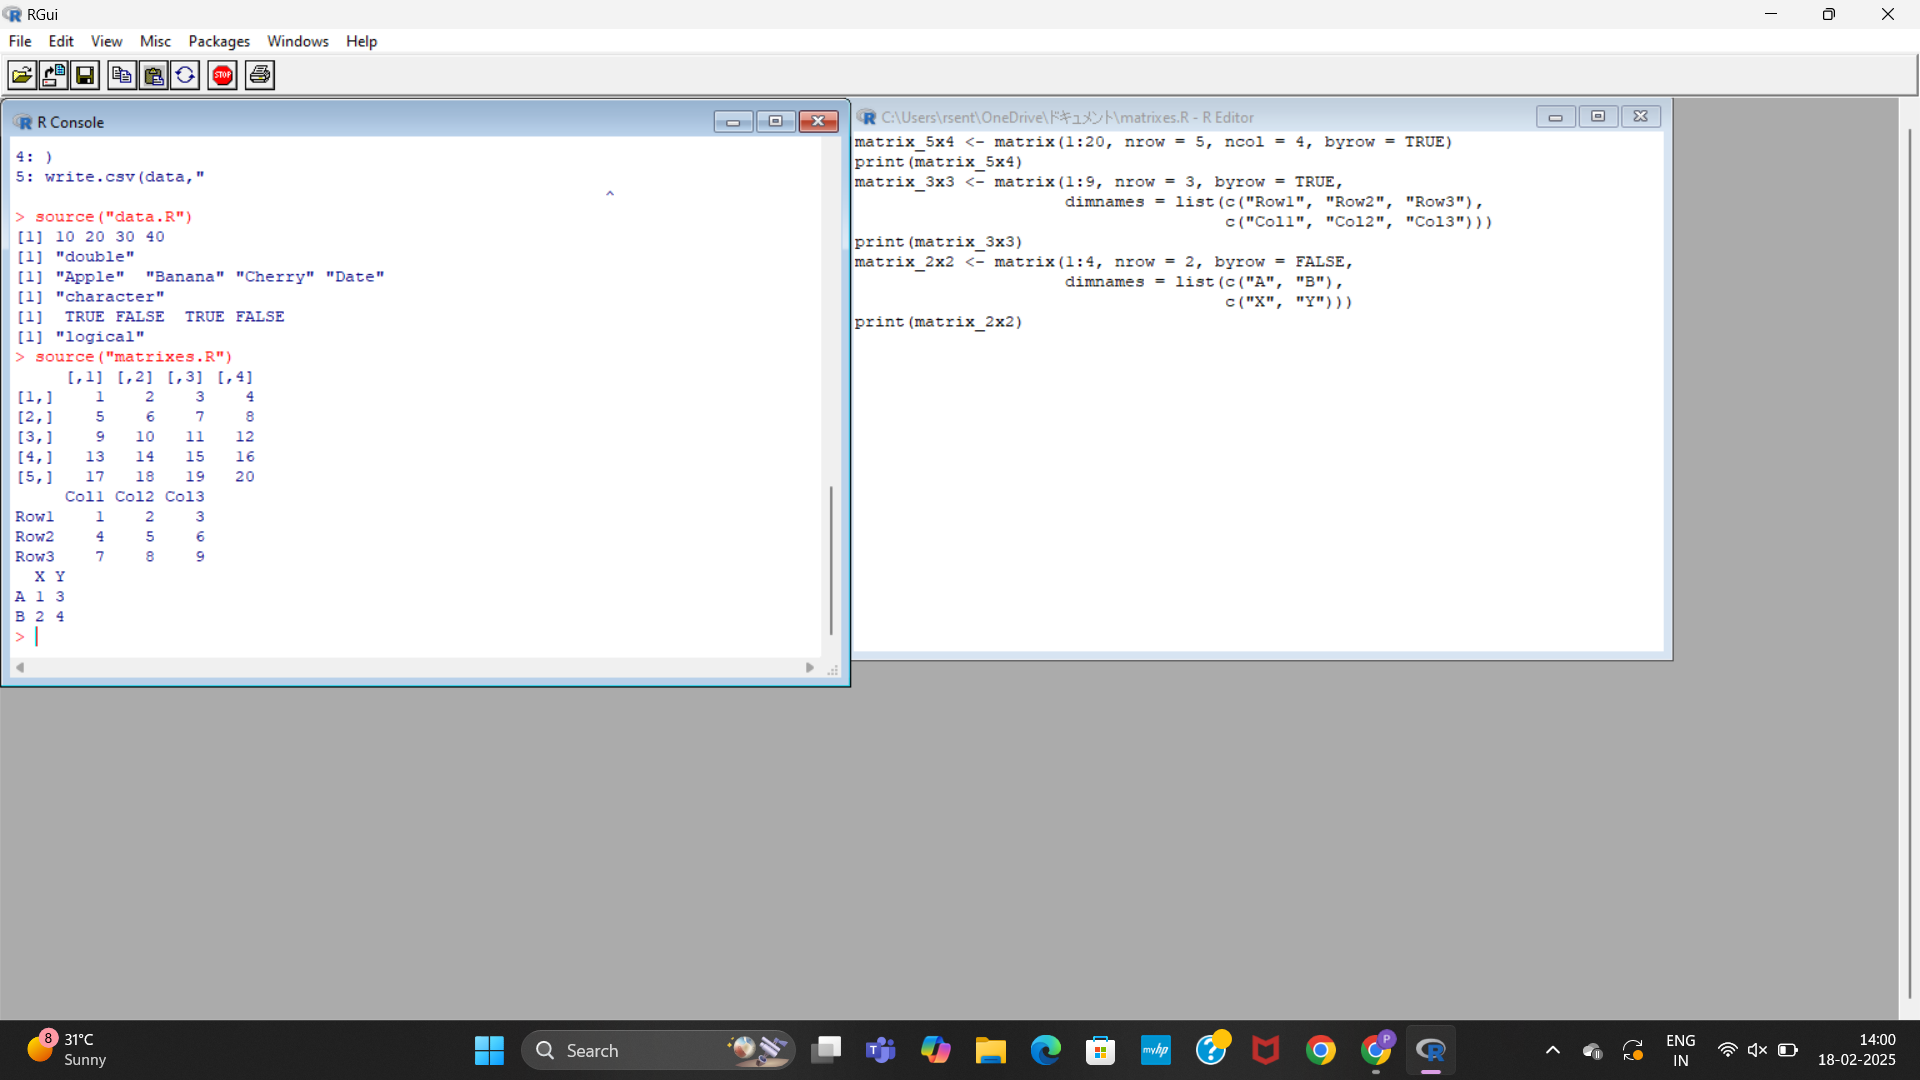 RGui
File Edit View Misc Packages Windows Help
STOP
R Console
4: )
5: write.csv(data,"
^
> source("data.R")
[1] 10 20 30 40
[1] "double"
[1] "Apple"  "Banana" "Cherry" "Date"
[1] "character"
[1]  TRUE FALSE  TRUE FALSE
[1] "logical"
> source("matrixes.R")
     [,1] [,2] [,3] [,4]
[1,]    1    2    3    4
[2,]    5    6    7    8
[3,]    9   10   11   12
[4,]   13   14   15   16
[5,]   17   18   19   20
     Col1 Col2 Col3
Row1    1    2    3
Row2    4    5    6
Row3    7    8    9
  X Y
A 1 3
B 2 4
>
C:\Users\rsent\OneDrive\ドキュメント\matrixes.R - R Editor
matrix_5x4 <- matrix(1:20, nrow = 5, ncol = 4, byrow = TRUE)
print(matrix_5x4)
matrix_3x3 <- matrix(1:9, nrow = 3, byrow = TRUE,
                     dimnames = list(c("Row1", "Row2", "Row3"),
                                     c("Col1", "Col2", "Col3")))
print(matrix_3x3)
matrix_2x2 <- matrix(1:4, nrow = 2, byrow = FALSE,
                     dimnames = list(c("A", "B"),
                                     c("X", "Y")))
print(matrix_2x2)
8
31°C
Sunny
Search
myhp
P
ENG
IN
14:00
18-02-2025